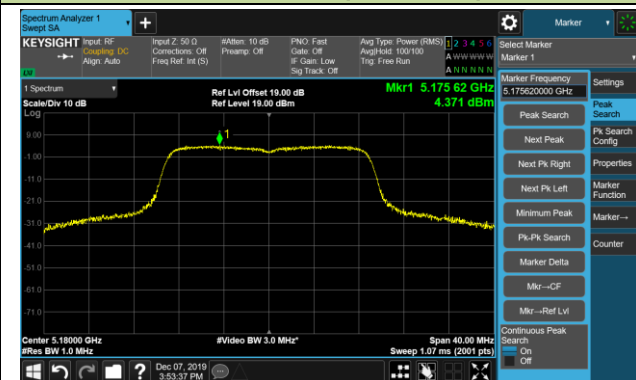 Spectrum Analyzer 1
Swept SA
+
Marker
KEYSIGHT
Input: RF
Coupling: DC
Align: Auto
Input Z: 50 Ω
Corrections: Off
Freq Ref: Int (S)
#Atten: 10 dB
Preamp: Off
PNO: Fast
Gate: Off
IF Gain: Low
Sig Track: Off
Avg Type: Power (RMS)
Avg|Hold: 100/100
Trig: Free Run
1 2 3 4 5 6
A W W W W W
A N N N N N
LU
Select Marker
Marker 1
1 Spectrum
Scale/Div 10 dB
Log
Ref Lvl Offset 19.00 dB
Ref Level 19.00 dBm
Mkr1 5.175 62 GHz
4.371 dBm
Marker Frequency
5.175620000 GHz
Peak Search
Next Peak
Next Pk Right
Next Pk Left
Minimum Peak
Pk-Pk Search
Marker Delta
Mkr→CF
Mkr→Ref Lvl
Continuous Peak
Search
On
Off
Settings
Peak
Search
Pk Search
Config
Properties
Marker
Function
Marker→
Counter
1
9.00
-1.00
-11.0
-21.0
-31.0
-41.0
-51.0
-61.0
-71.0
Center 5.18000 GHz
#Res BW 1.0 MHz
#Video BW 3.0 MHz*
Span 40.00 MHz
Sweep 1.07 ms (2001 pts)
?
Dec 07, 2019
3:53:37 PM